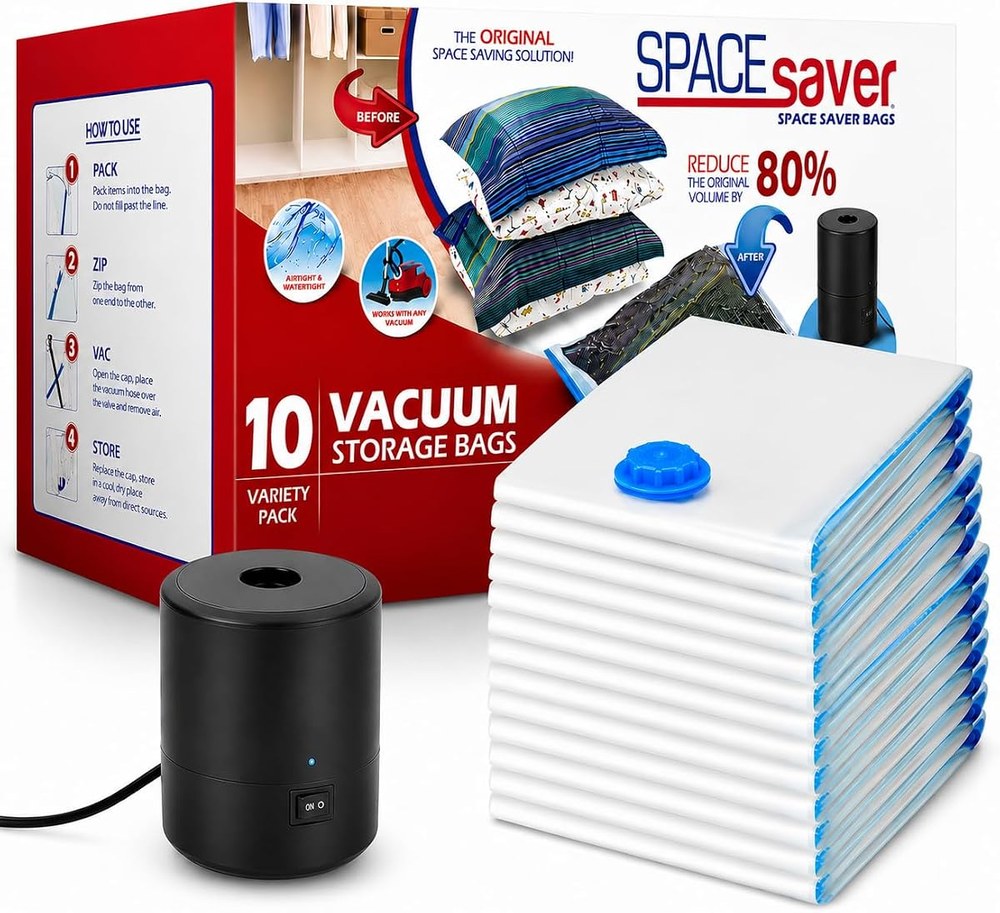 HOW TO USE
1
PACK
Pack items into the bag.
Do not fill past the line.
2
ZIP
Zip the bag from
one end to the other.
3
VAC
Open the cap, place
the vacuum hose over
the valve and remove air.
4
STORE
Replace the cap, store
in a cool, dry place
away from direct sources.
THE ORIGINAL
SPACE SAVING SOLUTION!
BEFORE
SPACE saver®
SPACE SAVER BAGS
REDUCE
THE ORIGINAL
VOLUME BY
80%
AFTER
AIRTIGHT &
WATERTIGHT
WORKS WITH ANY
VACUUM
10
VARIETY
PACK
VACUUM
STORAGE BAGS
ON O